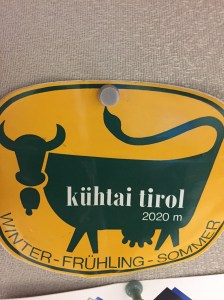 kühtai tirol
2020 m
WINTER-FRÜHLING-SOMMER